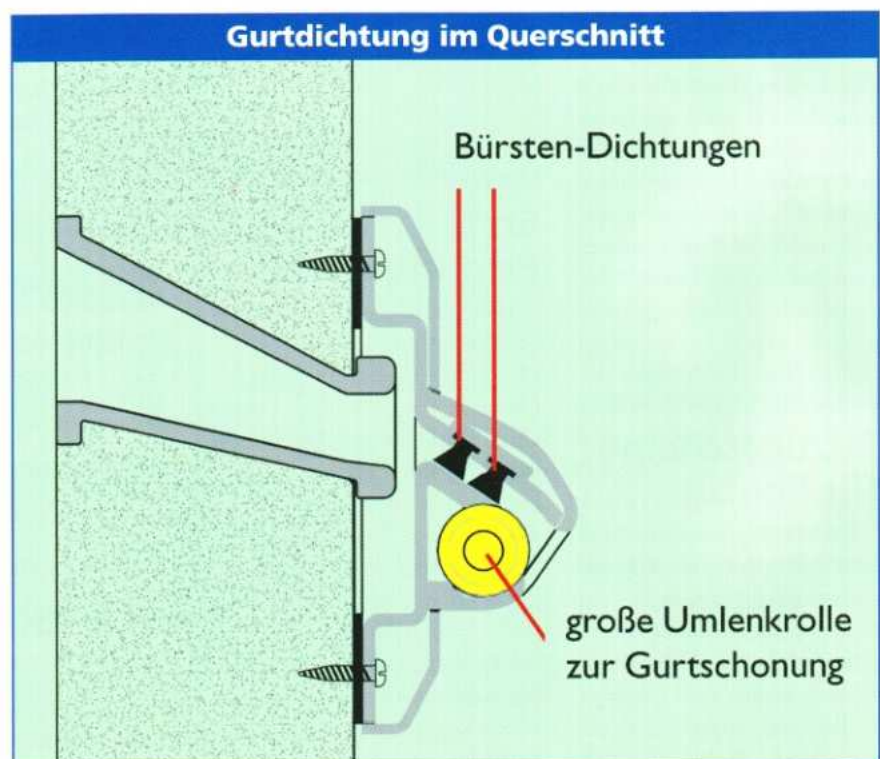 Gurtdichtung im Querschnitt
Bürsten-Dichtungen
große Umlenkrolle
zur Gurtschonung